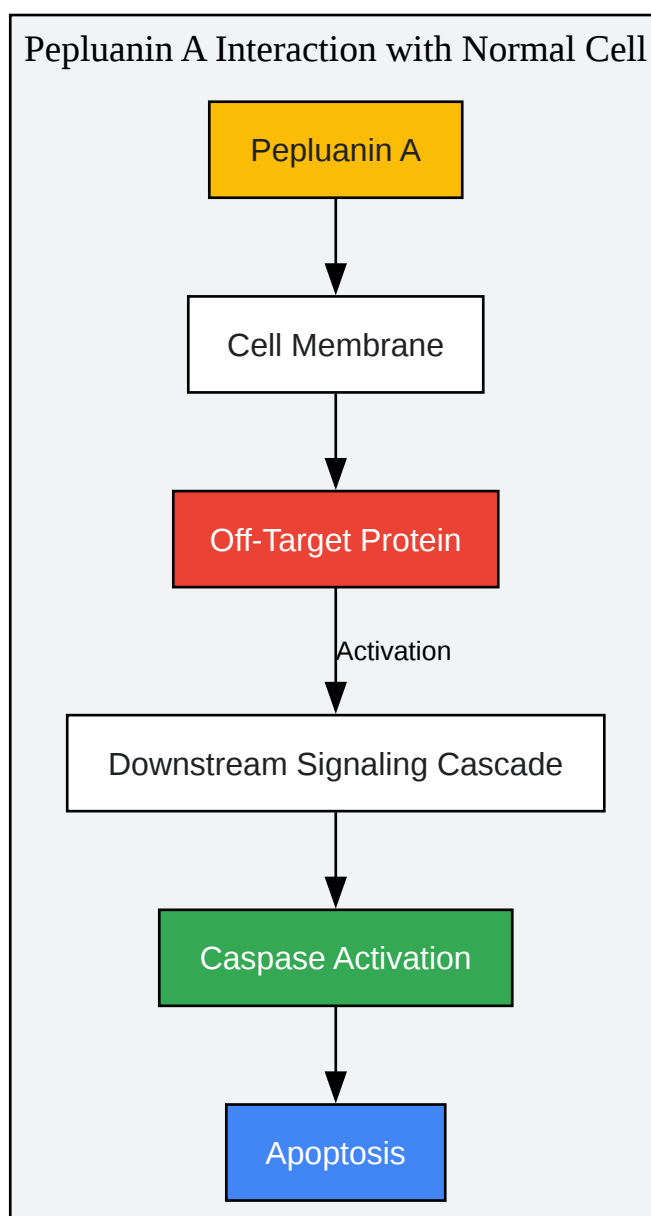 Pepluanin A Interaction with Normal Cell
Pepluanin A
Cell Membrane
Off-Target Protein
Activation
Downstream Signaling Cascade
Caspase Activation
Apoptosis